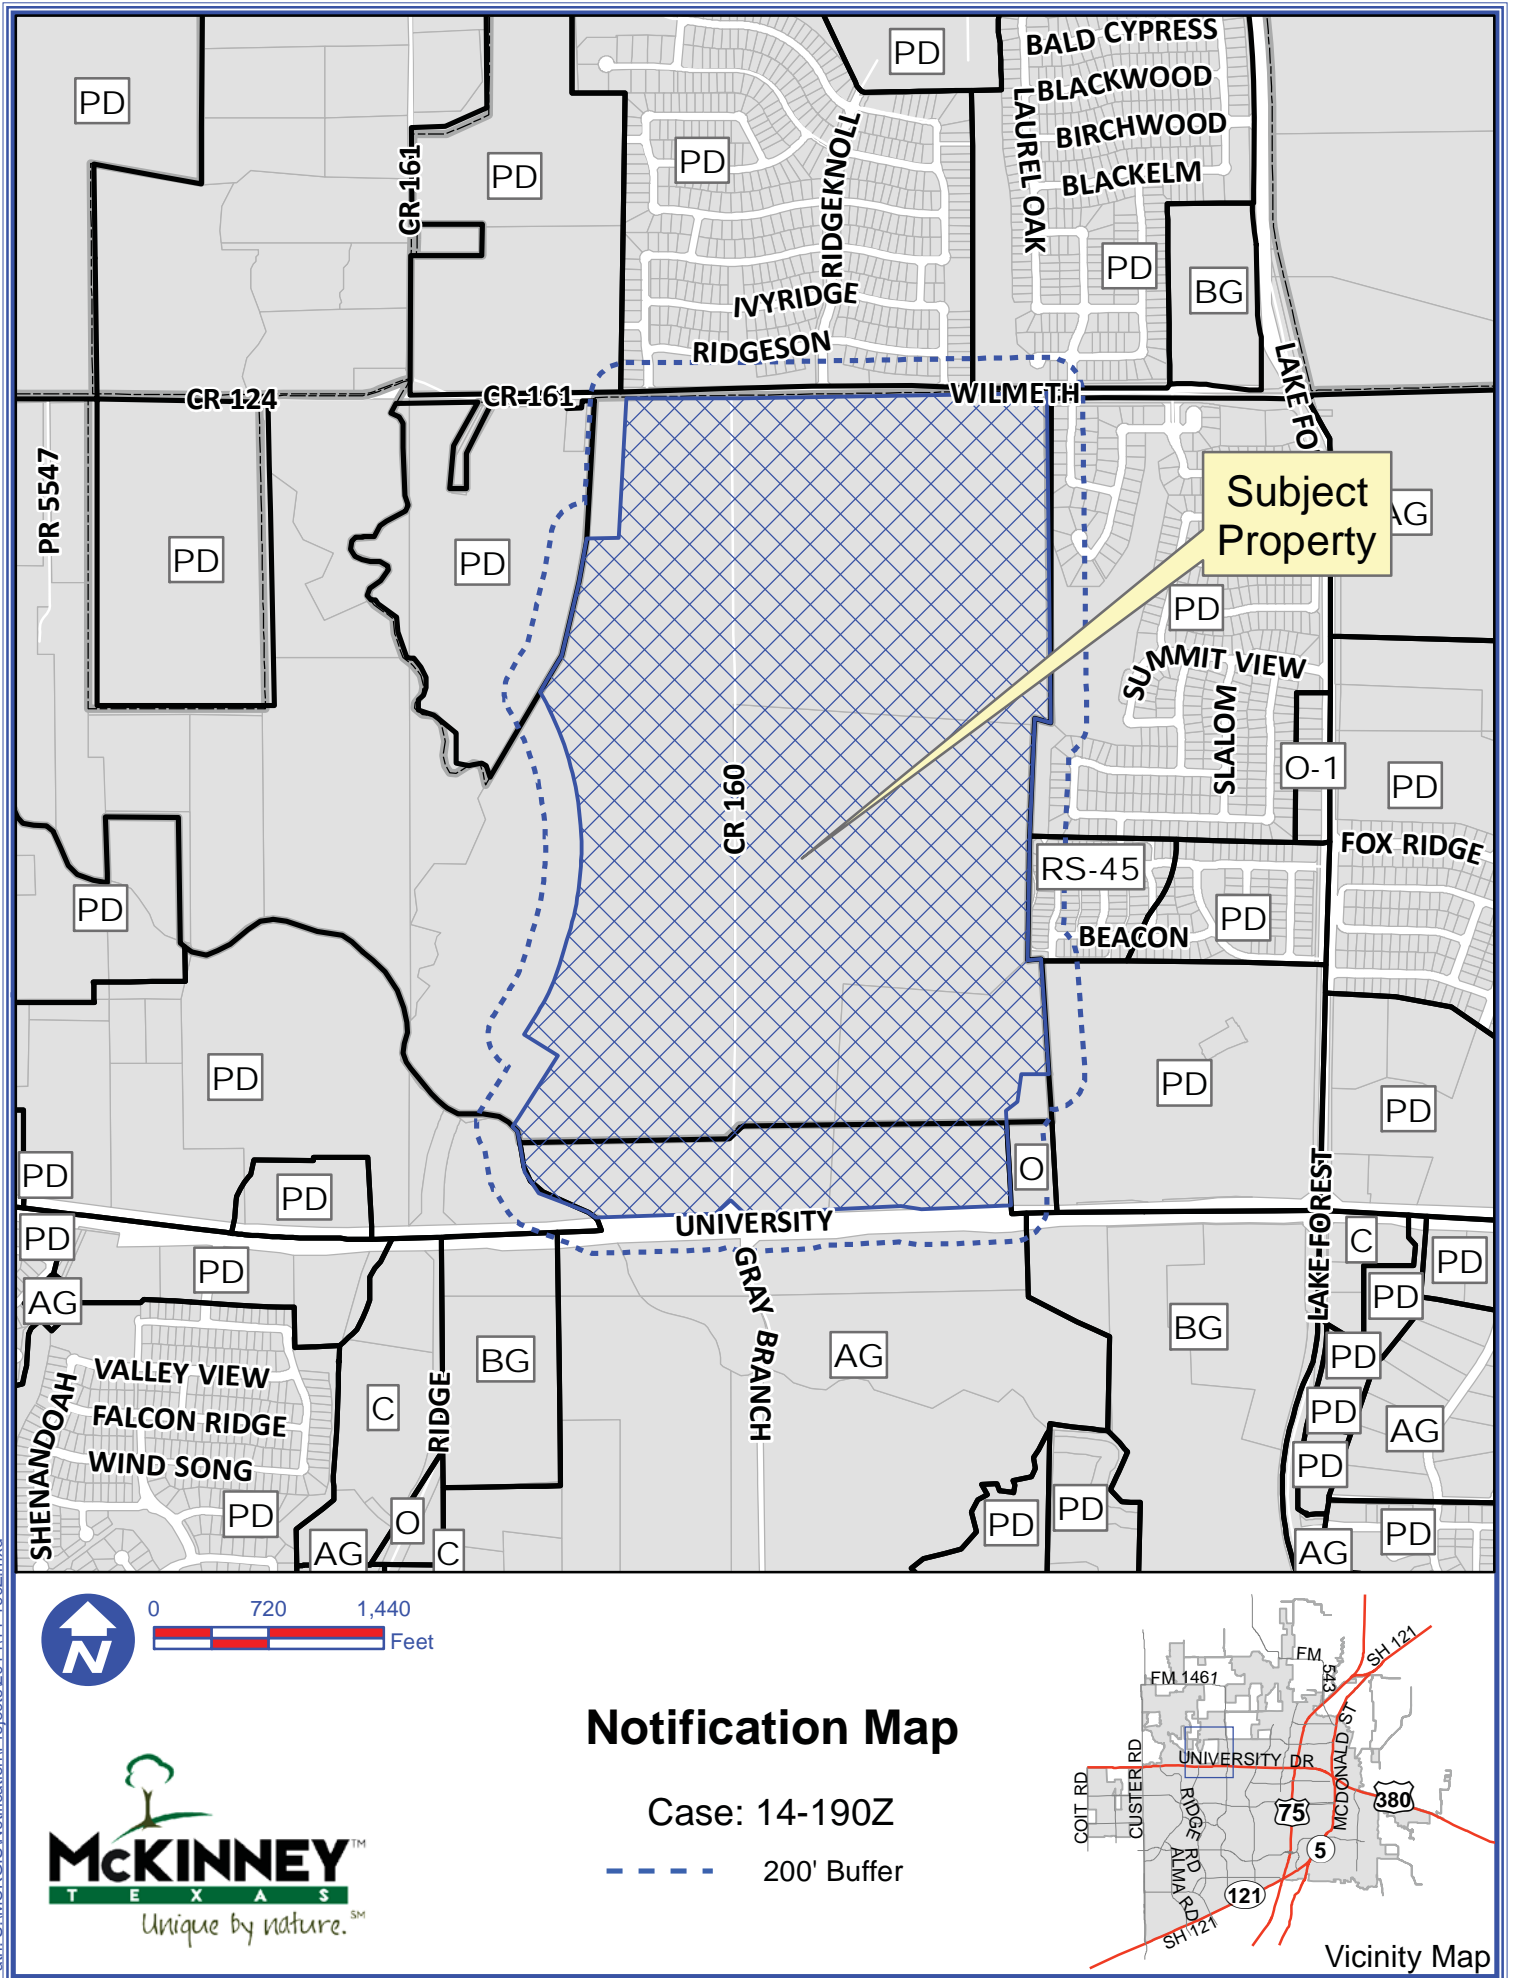 PD
BALD CYPRESS
BLACKWOOD
BIRCHWOOD
BLACKELM
LAUREL OAK
PD
PD
PD
CR 161
RIDGEKNOLL
PD
BG
IVYRIDGE
RIDGESON
LAKE FO
CR 124
CR 161
WILMETH
PR 5547
PD
PD
Subject
Property
AG
PD
SUMMIT VIEW
SLALOM
O-1
PD
CR 160
FOX RIDGE
RS-45
PD
PD
BEACON
PD
PD
PD
PD
PD
O
LAKE FOREST
UNIVERSITY
PD
PD
AG
C
PD
PD
GRAY BRANCH
BG
AG
BG
PD
VALLEY VIEW
FALCON RIDGE
WIND SONG
SHENANDOAH
C
RIDGE
PD
AG
PD
PD
O
AG
C
PD
PD
AG
PD
N
0 720 1,440
Feet
Notification Map
Case: 14-190Z
200' Buffer
McKINNEY™
TEXAS
Unique by nature.℠
FM 1461
FM 543
SH 121
UNIVERSITY DR
COIT RD
CUSTER RD
RIDGE RD
ALMA RD
MCDONALD ST
75
380
5
121
SH 121
Vicinity Map